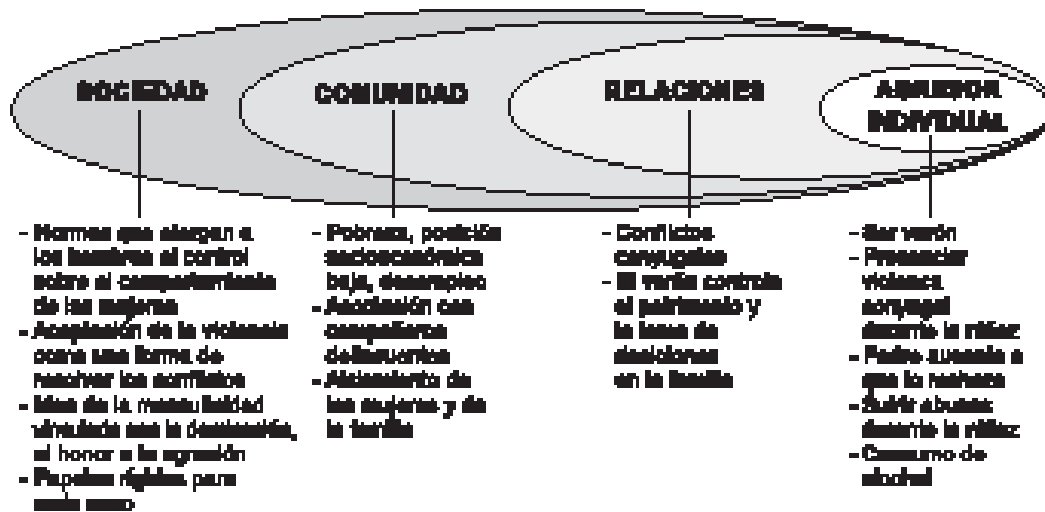 SOCIEDAD
COMUNIDAD
RELACIONES
AGRESOR
INDIVIDUAL
- Normas que otorgan a
los hombres el control
sobre el comportamiento
de las mujeres
- Aceptación de la violencia
como una forma de
resolver los conflictos
- Idea de la masculinidad
vinculada con la dominación,
el honor o la agresión
- Papeles rígidos para
cada sexo
- Pobreza, posición
socioeconómica
baja, desempleo
- Asociación con
compañeros
delincuentes
- Aislamiento de
las mujeres y de
la familia
- Conflictos
conyugales
- El varón controla
el patrimonio y
la toma de
decisiones
en la familia
- Ser varón
- Presenciar
violencia
conyugal
durante la niñez
- Padre ausente o
que lo rechaza
- Sufrir abusos
durante la niñez
- Consumo de
alcohol